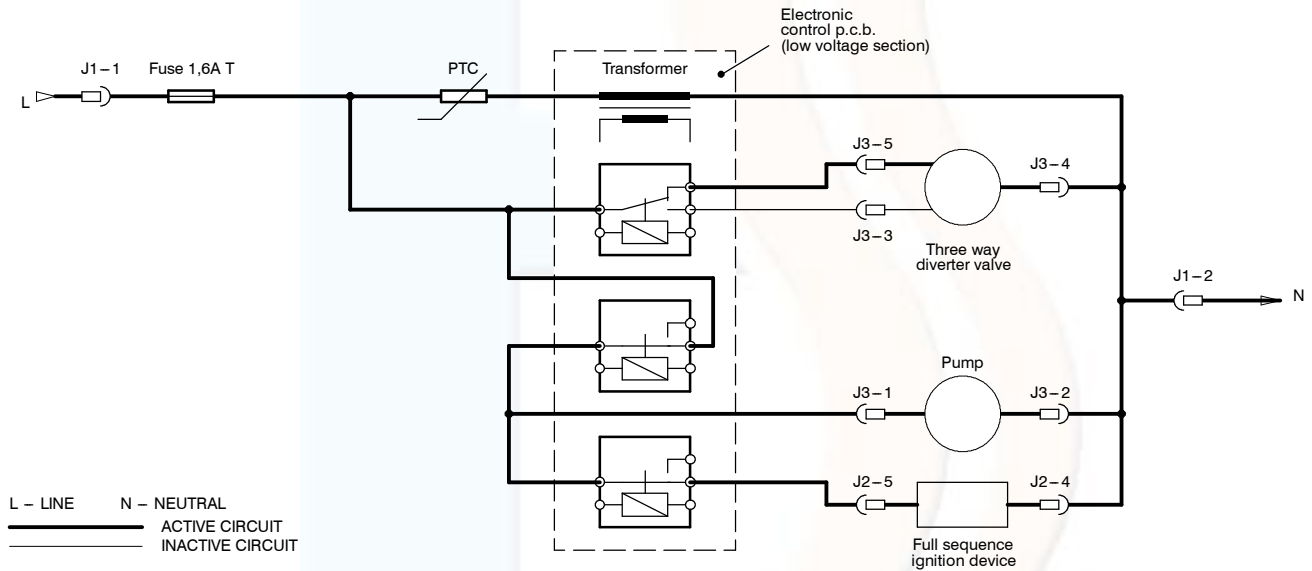 Electronic
control p.c.b.
(low voltage section)
J1-1
Fuse 1,6A T
PTC
Transformer
L
J3-5
J3-4
J3-3
Three way
diverter valve
J1-2
N
Pump
J3-1
J3-2
J2-5
J2-4
Full sequence
ignition device
L - LINE N - NEUTRAL
ACTIVE CIRCUIT
INACTIVE CIRCUIT